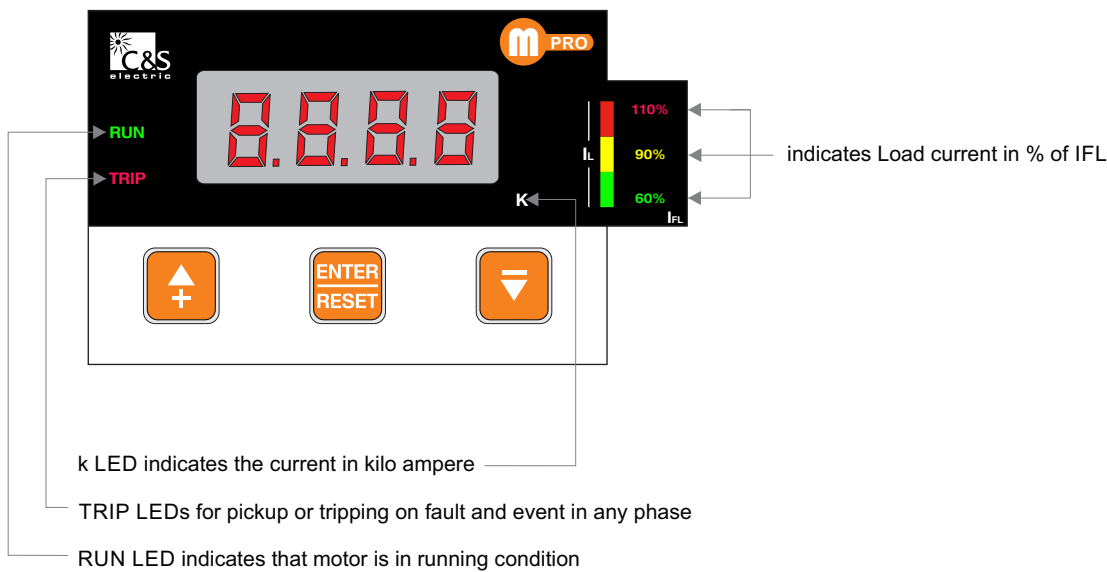 C&S
electric
m PRO
8.8.8.8
RUN
TRIP
K
IL
110%
90%
60%
IFL
indicates Load current in % of IFL
+
ENTER
RESET
k LED indicates the current in kilo ampere
TRIP LEDs for pickup or tripping on fault and event in any phase
RUN LED indicates that motor is in running condition